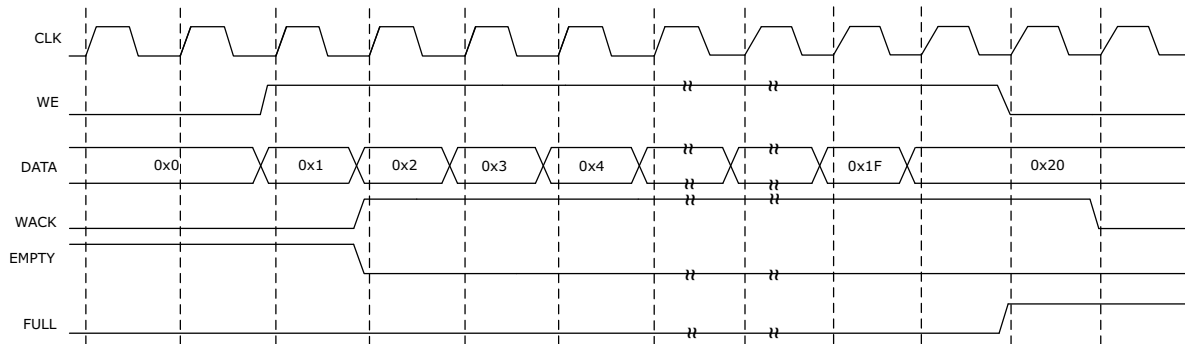 CLK
WE
DATA 0x0 0x1 0x2 0x3 0x4 0x1F 0x20
WACK
EMPTY
FULL